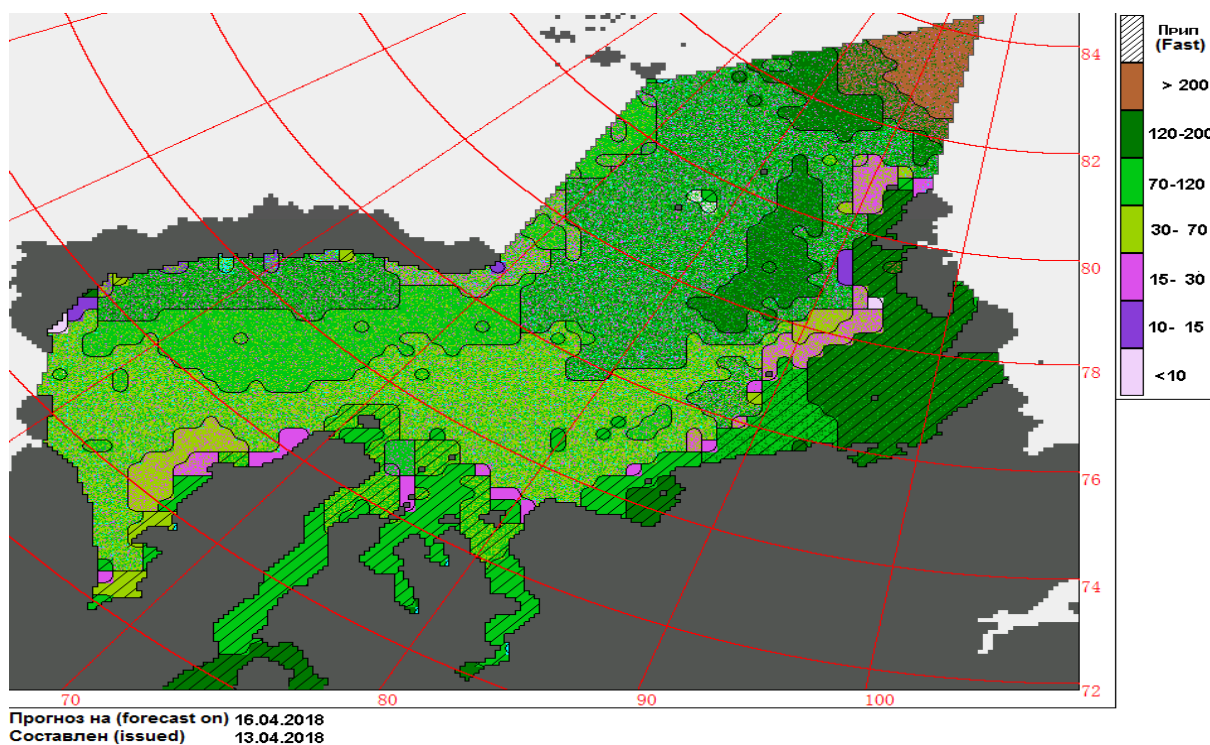 Прип
(Fast)
> 200
120-200
70-120
30- 70
15- 30
10- 15
<10
84
82
80
78
76
74
72
70 80 90 100
Прогноз на (forecast on) 16.04.2018
Составлен (issued) 13.04.2018